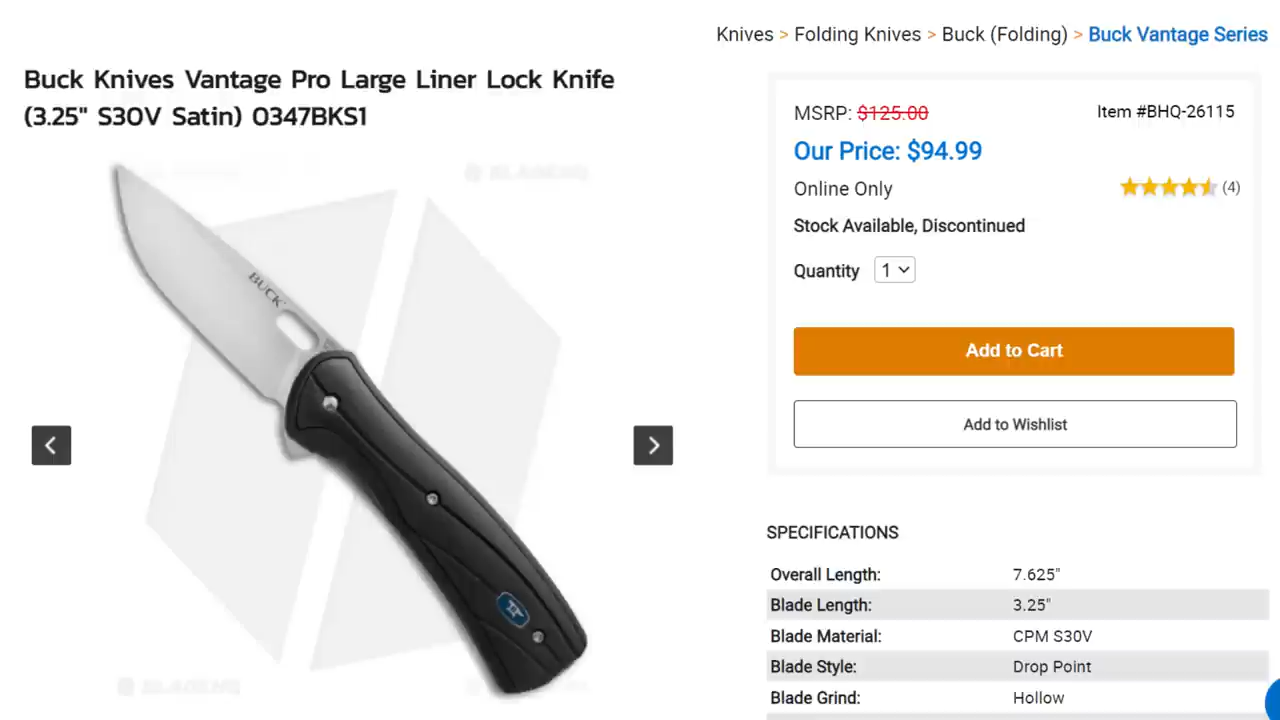 Knives > Folding Knives > Buck (Folding) > Buck Vantage Series
Buck Knives Vantage Pro Large Liner Lock Knife
(3.25" S30V Satin) 0347BKS1
BUCK
MSRP: $125.00
Item #BHQ-26115
Our Price: $94.99
Online Only
(4)
Stock Available, Discontinued
Quantity
1
Add to Cart
Add to Wishlist
SPECIFICATIONS
Overall Length: 7.625"
Blade Length: 3.25"
Blade Material: CPM S30V
Blade Style: Drop Point
Blade Grind: Hollow